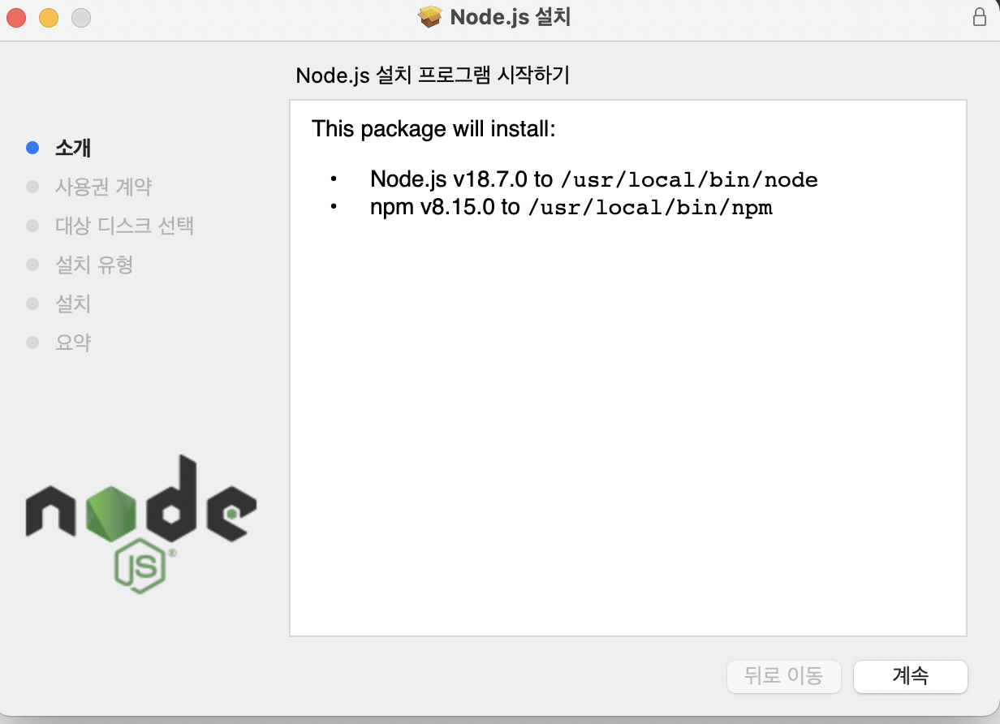 Node.js 설치
Node.js 설치 프로그램 시작하기
소개
사용권 계약
대상 디스크 선택
설치 유형
설치
요약
This package will install:
• Node.js v18.7.0 to /usr/local/bin/node
• npm v8.15.0 to /usr/local/bin/npm
node
JS®
뒤로 이동
계속